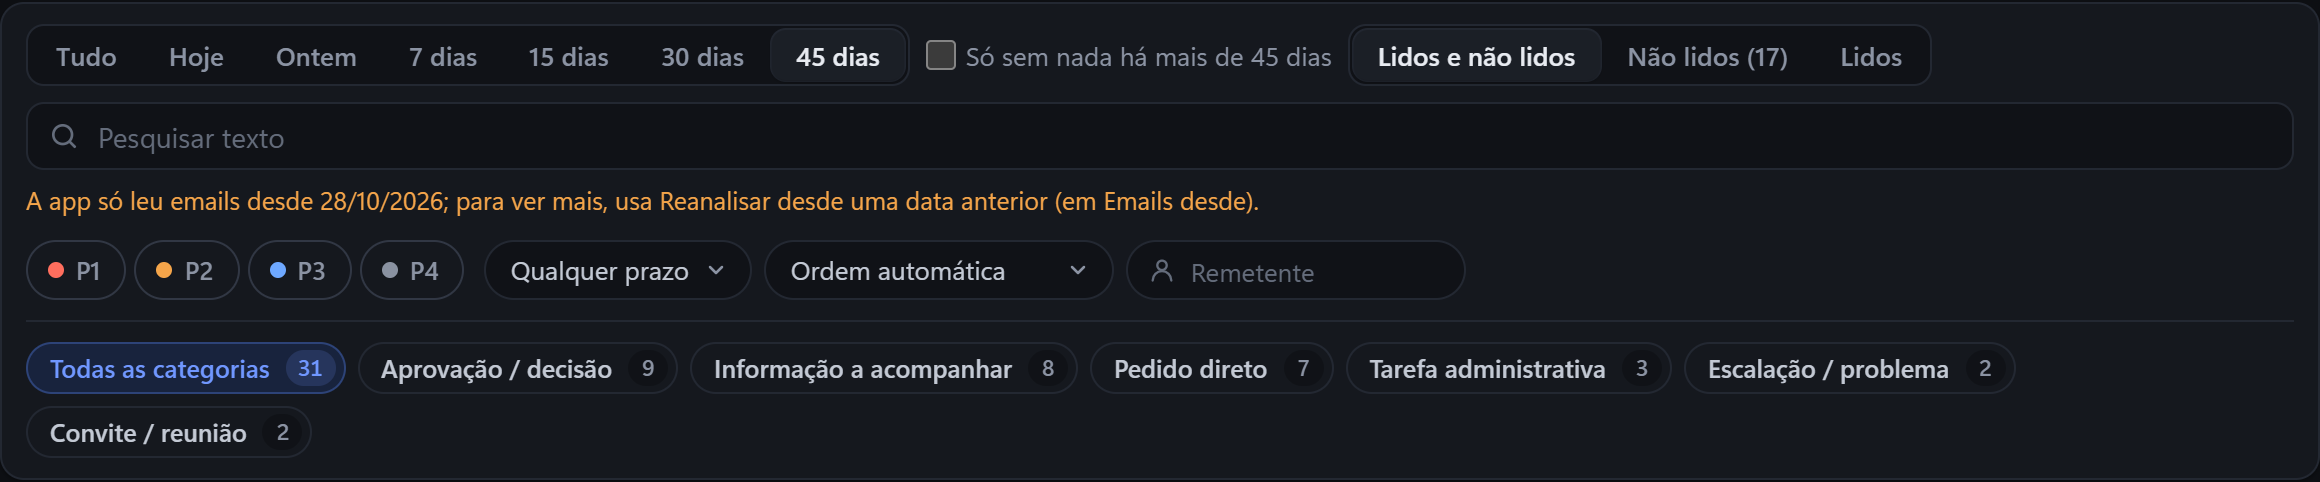 Tudo Hoje Ontem 7 dias 15 dias 30 dias 45 dias Só sem nada há mais de 45 dias Lidos e não lidos Não lidos (17) Lidos
Pesquisar texto
A app só leu emails desde 28/10/2026; para ver mais, usa Reanalisar desde uma data anterior (em Emails desde).
P1 P2 P3 P4 Qualquer prazo Ordem automática Remetente
Todas as categorias 31 Aprovação / decisão 9 Informação a acompanhar 8 Pedido direto 7 Tarefa administrativa 3 Escalação / problema 2
Convite / reunião 2